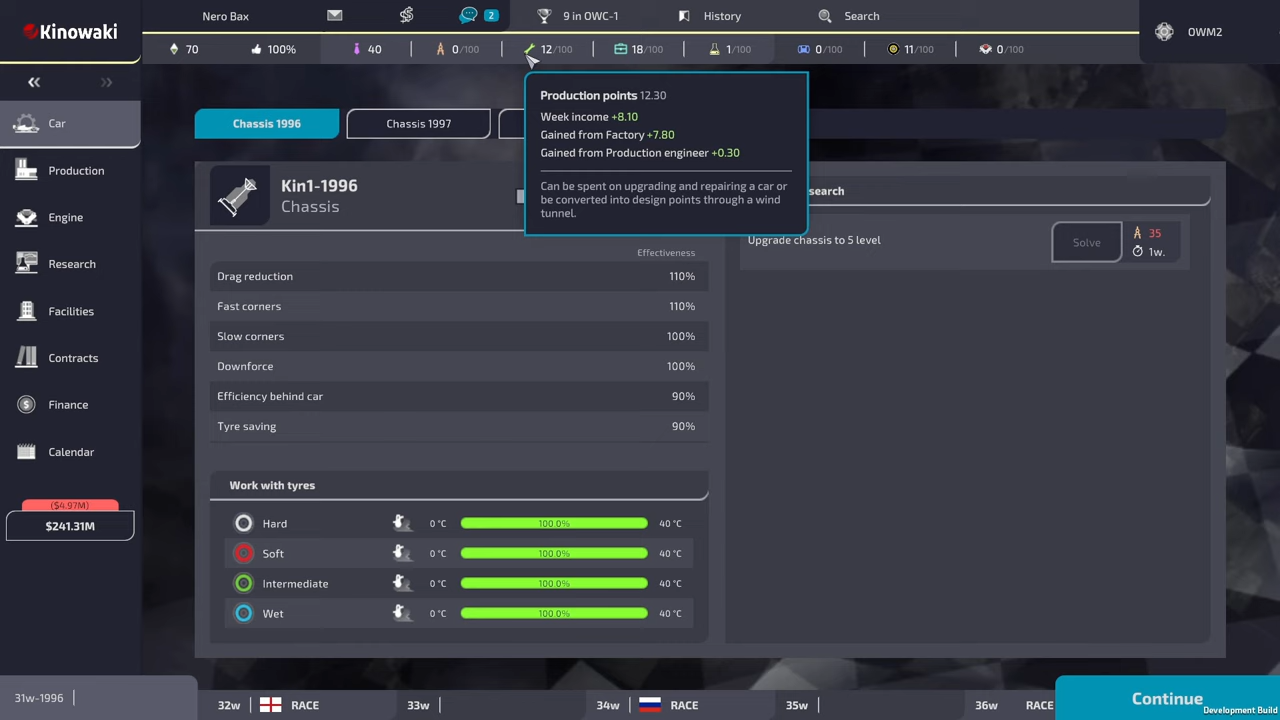 Kinowaki
Nero Bax
2
9 in OWC-1
History
Search
OWM2
70
100%
40
0/100
12/100
18/100
1/100
0/100
11/100
0/100
Car
Production
Engine
Research
Facilities
Contracts
Finance
Calendar
($4.97M)
$241.31M
Chassis 1996
Chassis 1997
Production points 12.30
Week income +8.10
Gained from Factory +7.80
Gained from Production engineer +0.30
Can be spent on upgrading and repairing a car or
be converted into design points through a wind
tunnel.
Kin1-1996
Chassis
Effectiveness
Drag reduction 110%
Fast corners 110%
Slow corners 100%
Downforce 100%
Efficiency behind car 90%
Tyre saving 90%
Work with tyres
Hard 0 °C 100.0% 40 °C
Soft 0 °C 100.0% 40 °C
Intermediate 0 °C 100.0% 40 °C
Wet 0 °C 100.0% 40 °C
search
Upgrade chassis to 5 level
Solve
35
1w.
31w-1996
32w RACE
33w
34w RACE
35w
36w RACE
Continue
Development Build